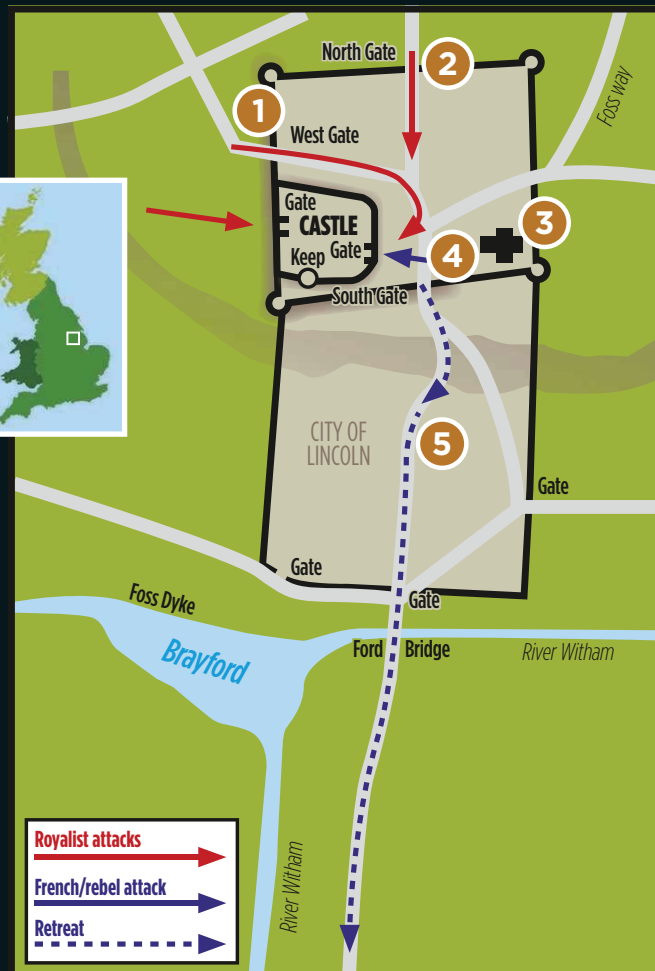 North Gate
2
Foss way
1
West Gate
Gate
CASTLE
Keep
Gate
3
4
South Gate
CITY OF
LINCOLN
5
Gate
Gate
Gate
Foss Dyke
Brayford
Ford
Bridge
River Witham
River Witham
Royalist attacks
French/rebel attack
Retreat